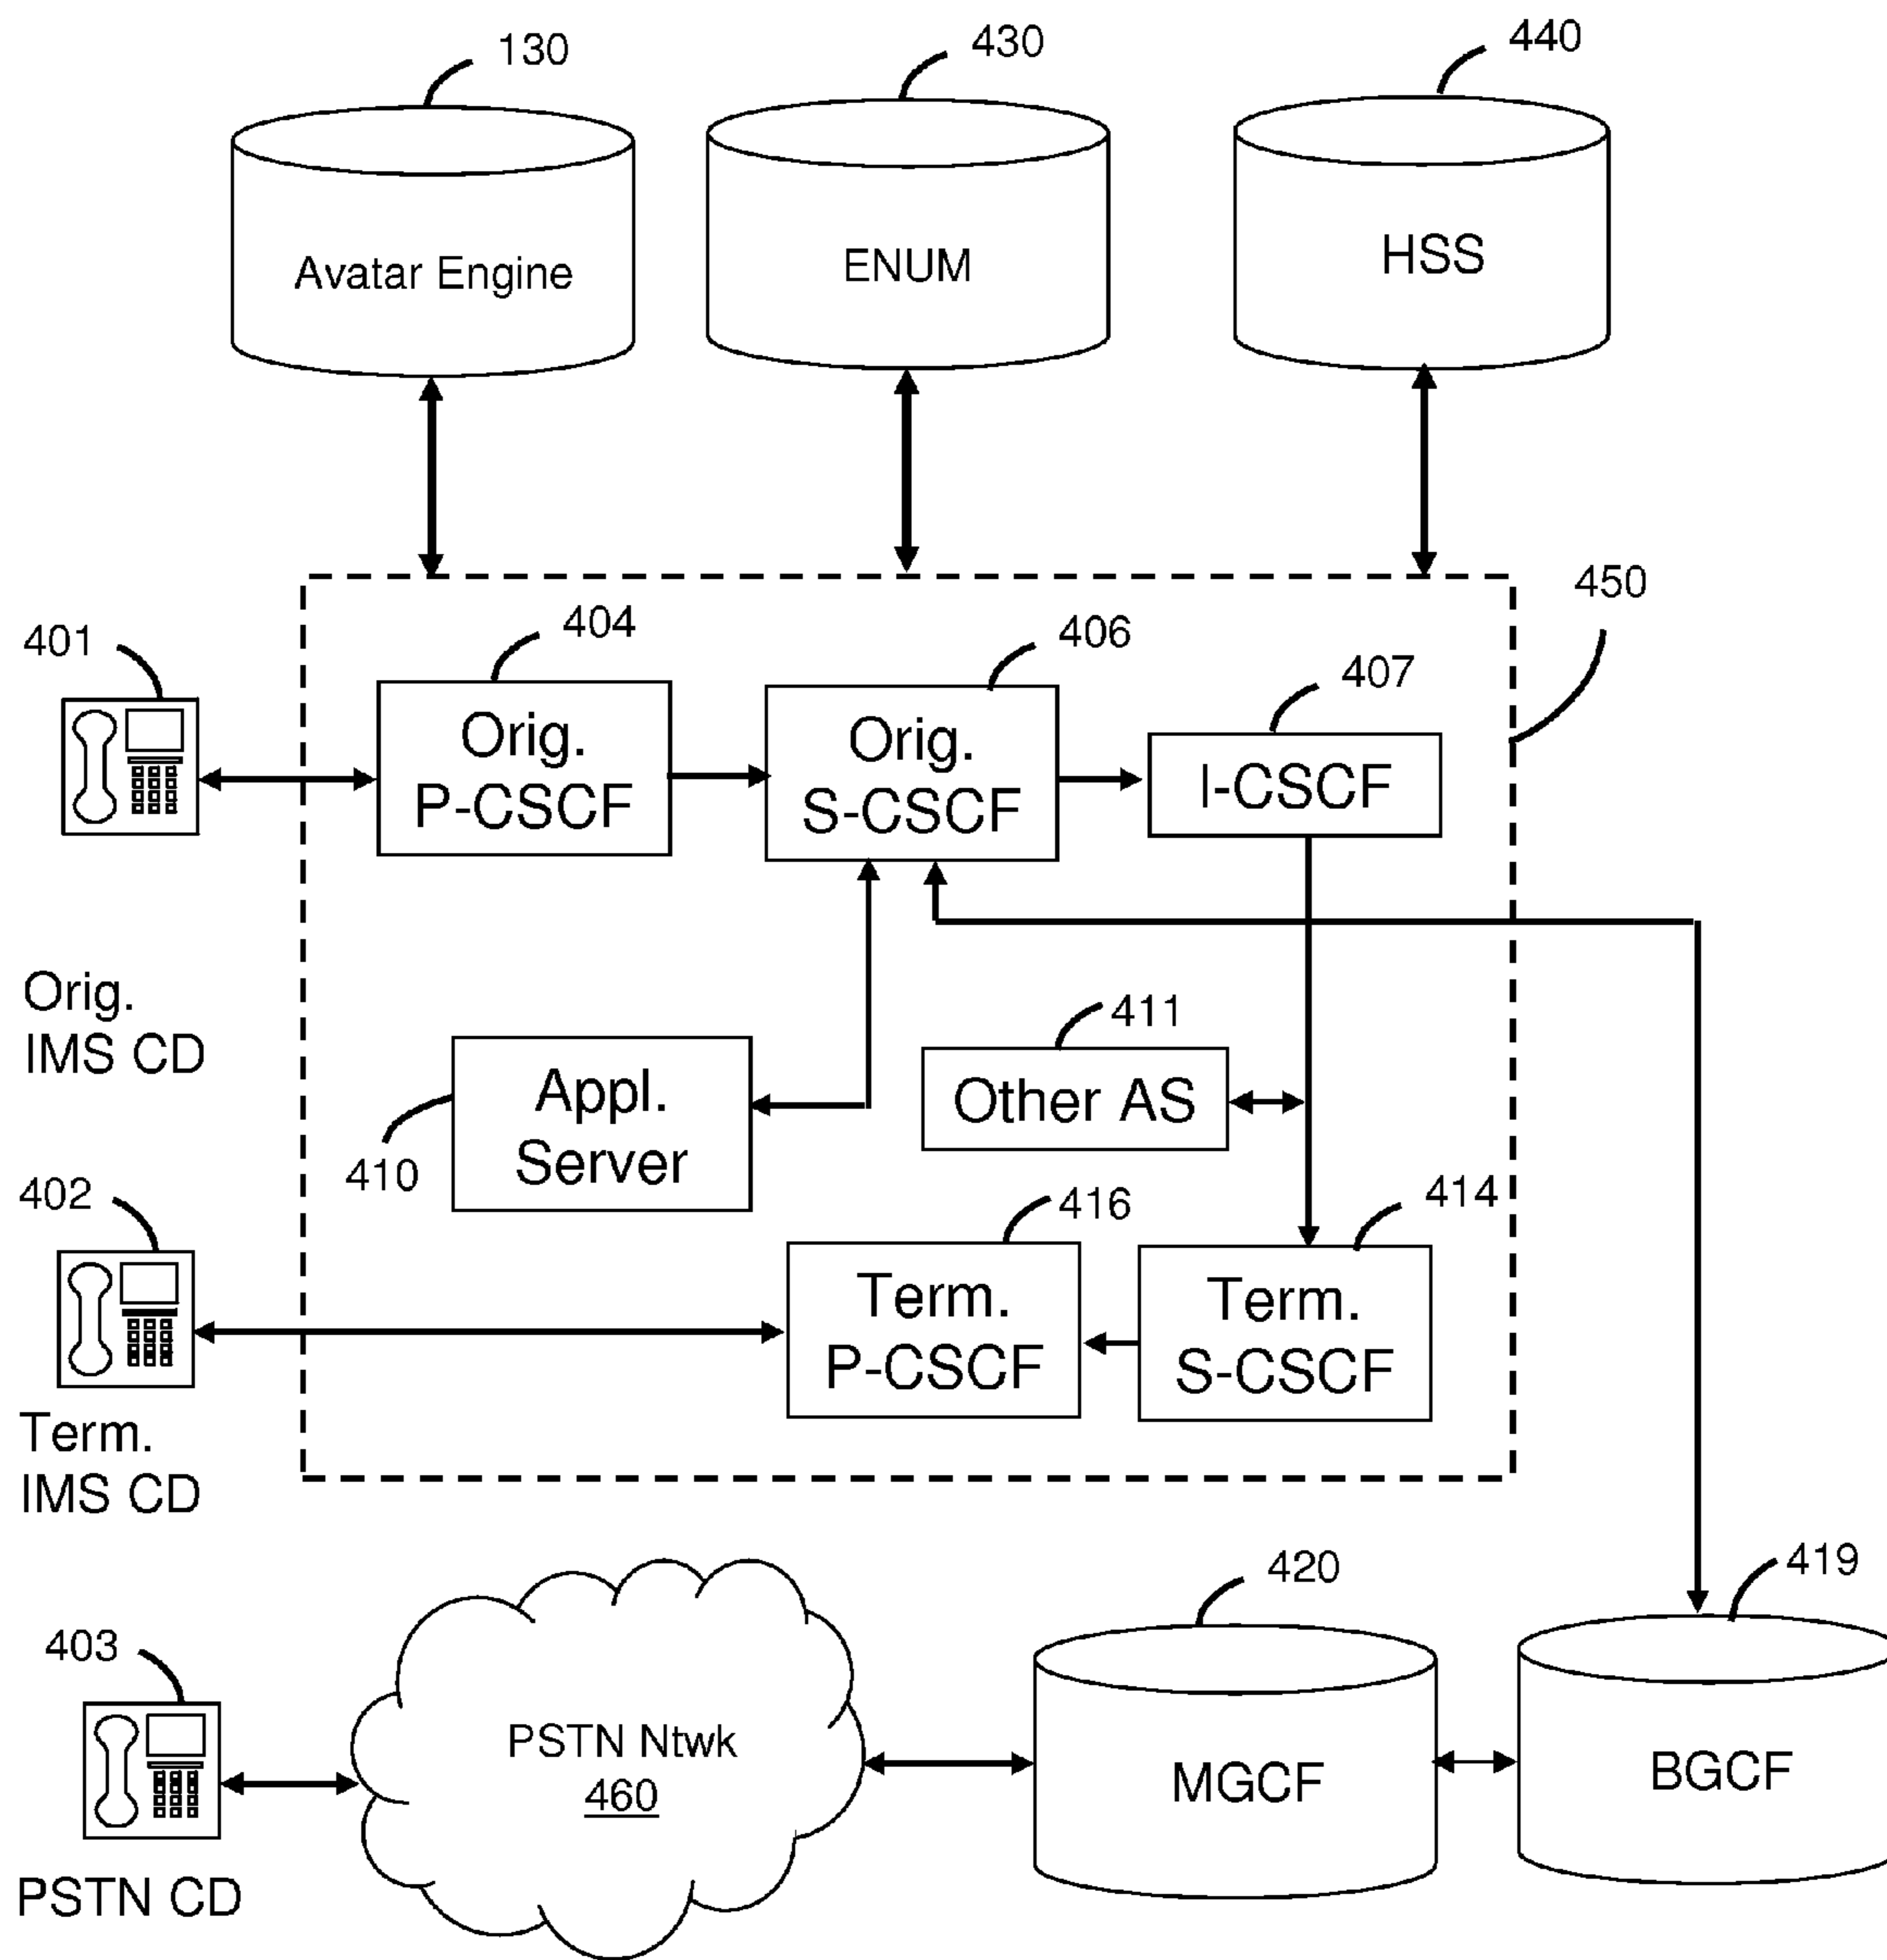 130
430
440
Avatar Engine
ENUM
HSS
450
401
404
406
407
Orig.
P-CSCF
Orig.
S-CSCF
I-CSCF
Orig.
IMS CD
411
Other AS
Appl.
Server
410
402
416
414
Term.
P-CSCF
Term.
S-CSCF
Term.
IMS CD
420
419
403
PSTN Ntwk
460
MGCF
BGCF
PSTN CD